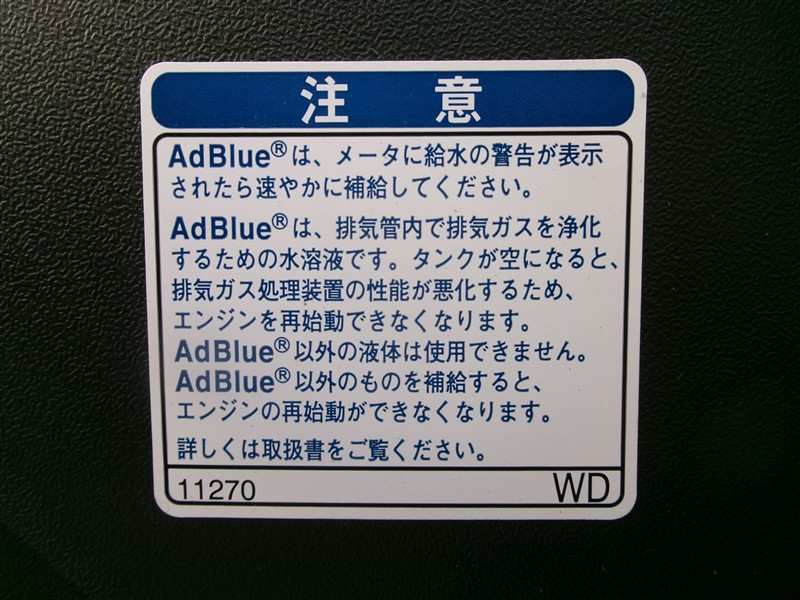 注 意
AdBlue®は、メータに給水の警告が表示
されたら速やかに補給してください。
AdBlue®は、排気管内で排気ガスを浄化
するための水溶液です。タンクが空になると、
排気ガス処理装置の性能が悪化するため、
エンジンを再始動できなくなります。
AdBlue®以外の液体は使用できません。
AdBlue®以外のものを補給すると、
エンジンの再始動ができなくなります。
詳しくは取扱書をご覧ください。
11270 WD